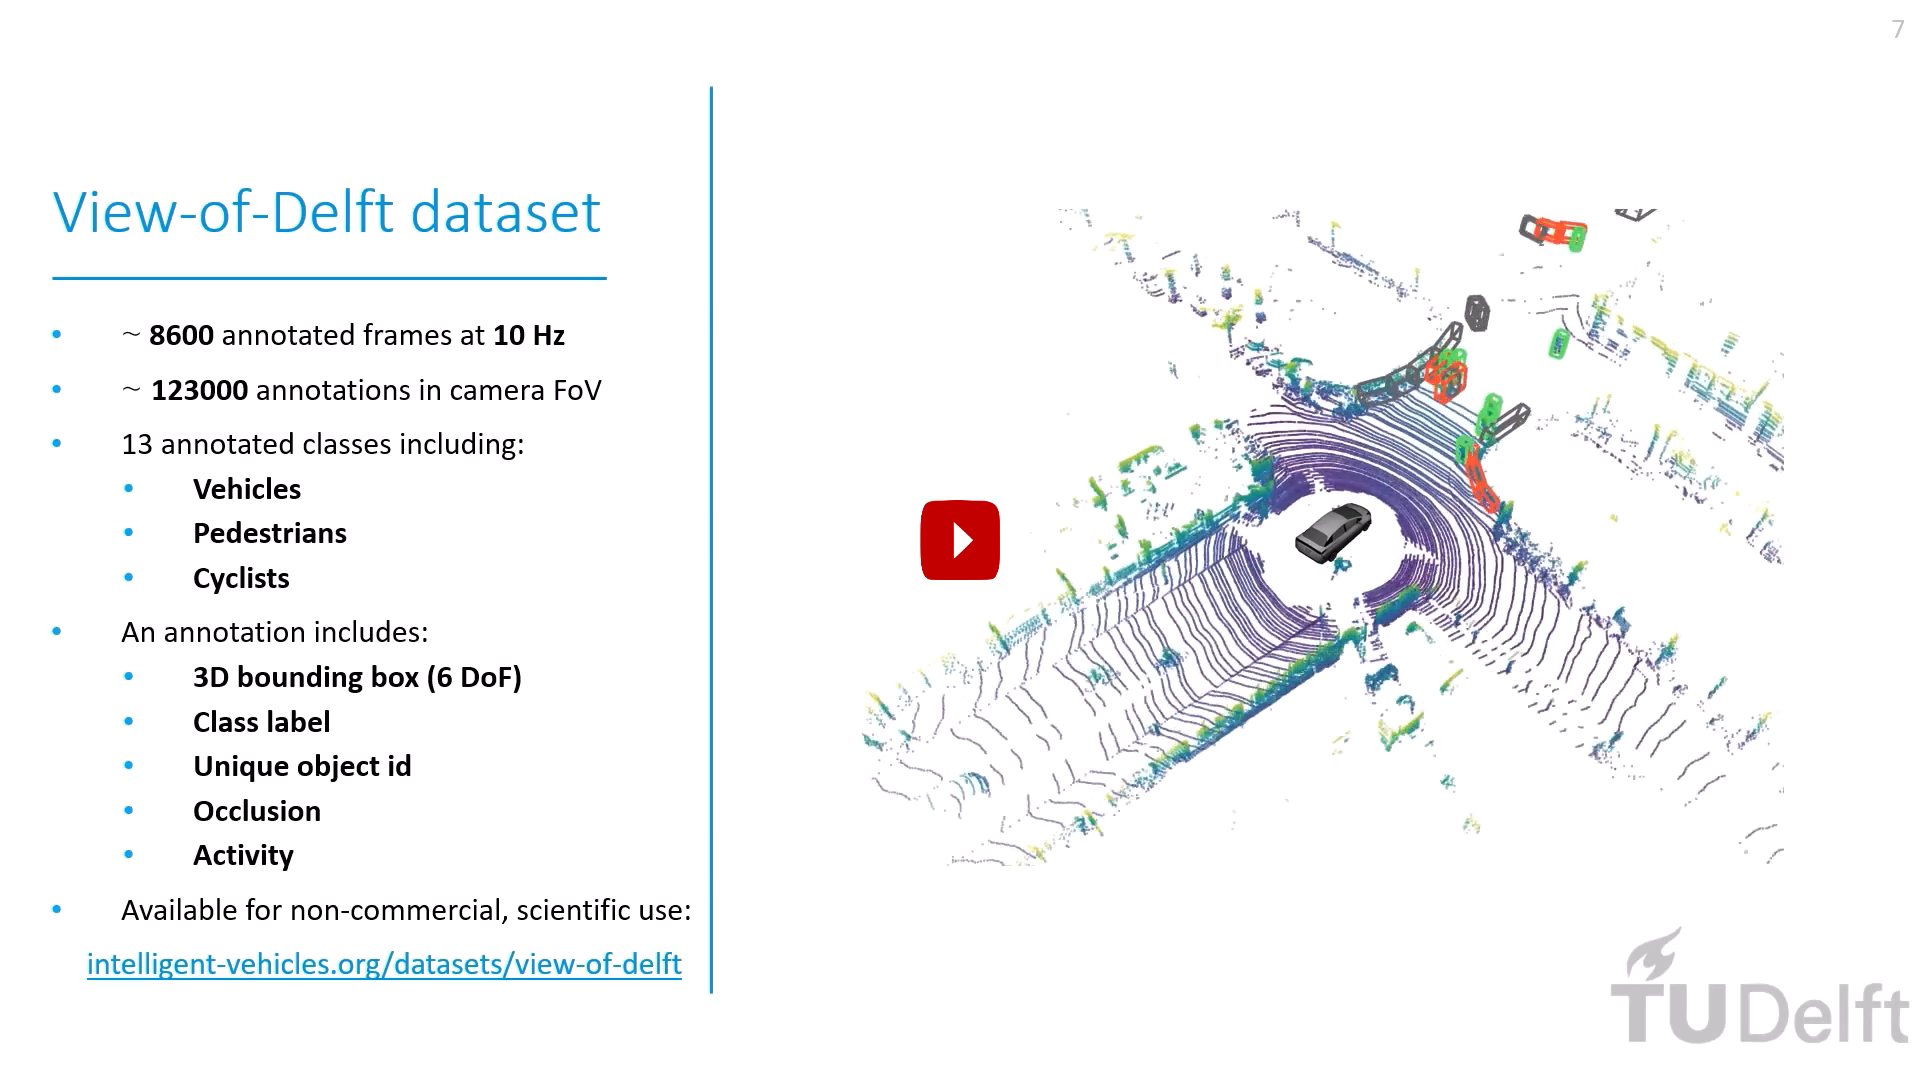 7
View-of-Delft dataset
• ~ 8600 annotated frames at 10 Hz
• ~ 123000 annotations in camera FoV
• 13 annotated classes including:
• Vehicles
• Pedestrians
• Cyclists
• An annotation includes:
• 3D bounding box (6 DoF)
• Class label
• Unique object id
• Occlusion
• Activity
• Available for non-commercial, scientific use:
intelligent-vehicles.org/datasets/view-of-delft
TUDelft